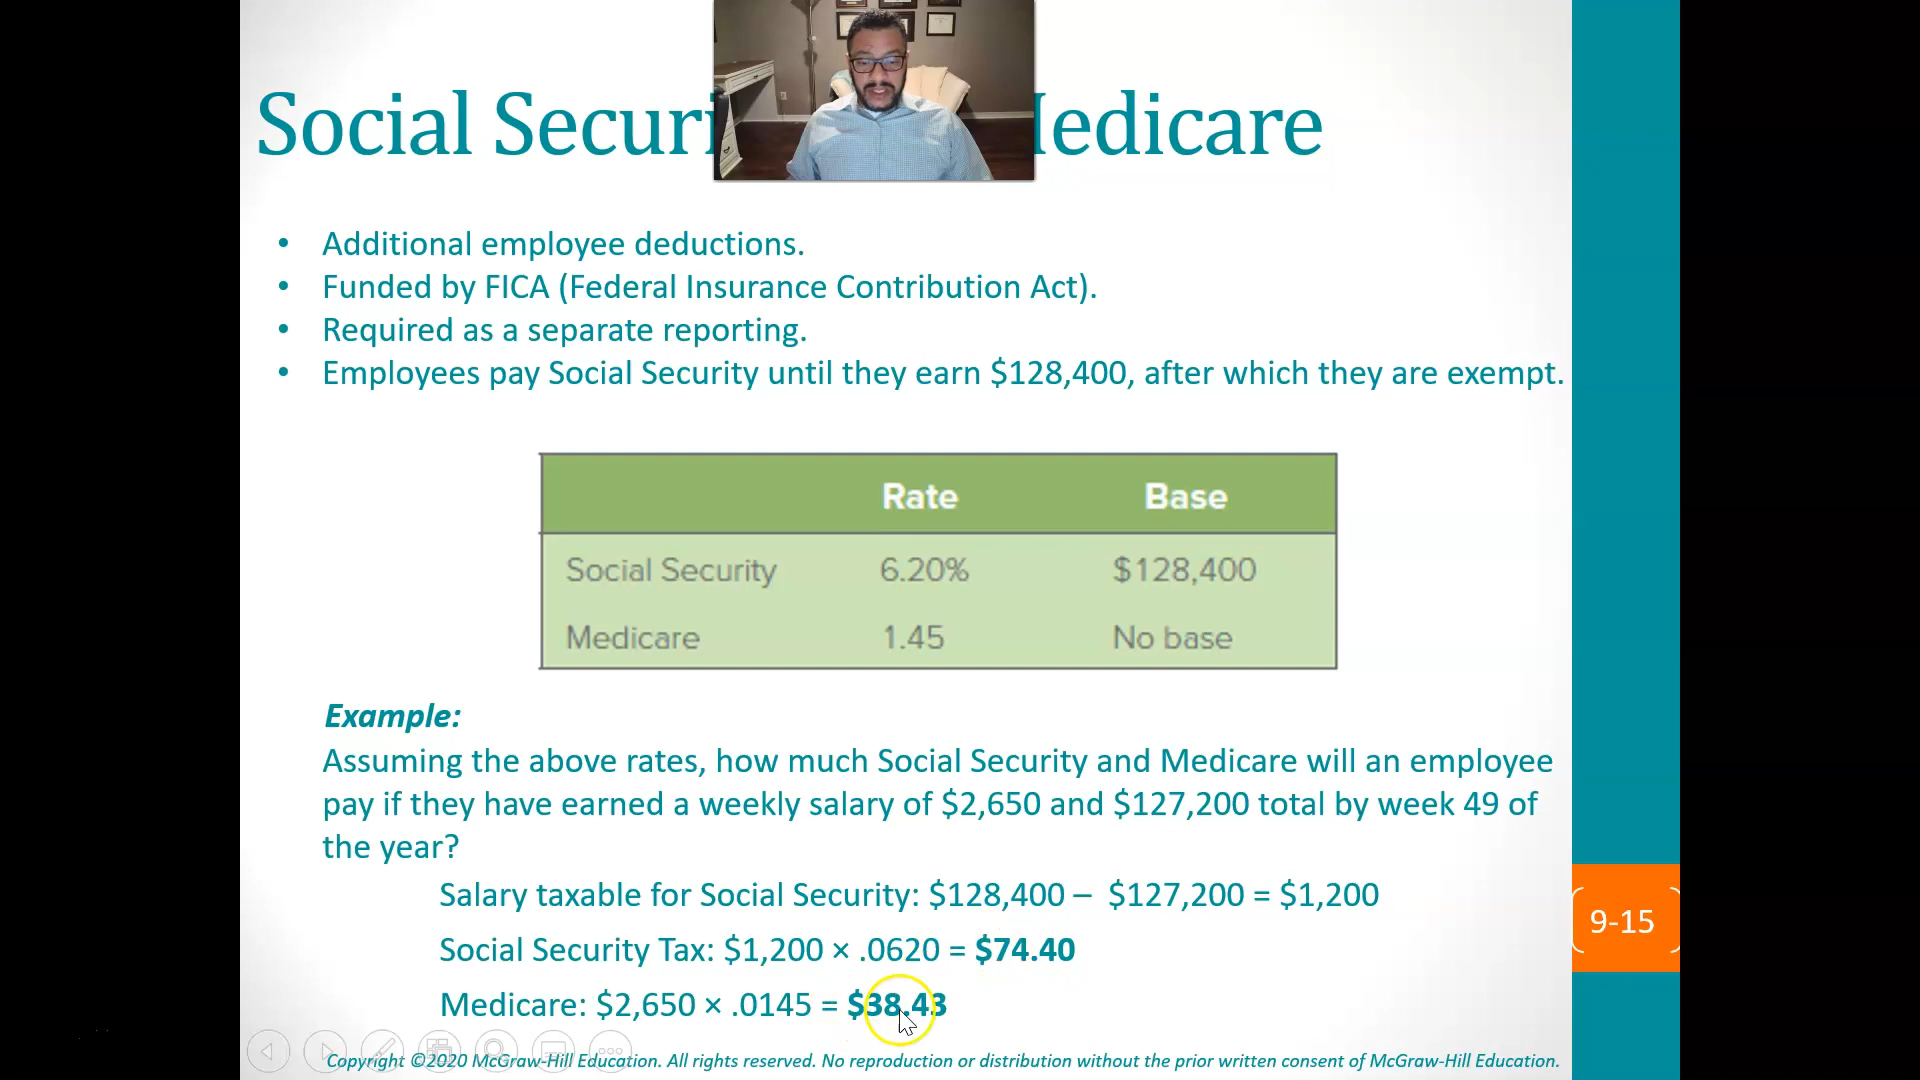 Social Securi edicare
• Additional employee deductions.
• Funded by FICA (Federal Insurance Contribution Act).
• Required as a separate reporting.
• Employees pay Social Security until they earn $128,400, after which they are exempt.
Rate Base
Social Security 6.20% $128,400
Medicare 1.45 No base
Example:
Assuming the above rates, how much Social Security and Medicare will an employee
pay if they have earned a weekly salary of $2,650 and $127,200 total by week 49 of
the year?
Salary taxable for Social Security: $128,400 – $127,200 = $1,200
Social Security Tax: $1,200 × .0620 = $74.40
Medicare: $2,650 × .0145 = $38.43
9-15
Copyright ©2020 McGraw-Hill Education. All rights reserved. No reproduction or distribution without the prior written consent of McGraw-Hill Education.